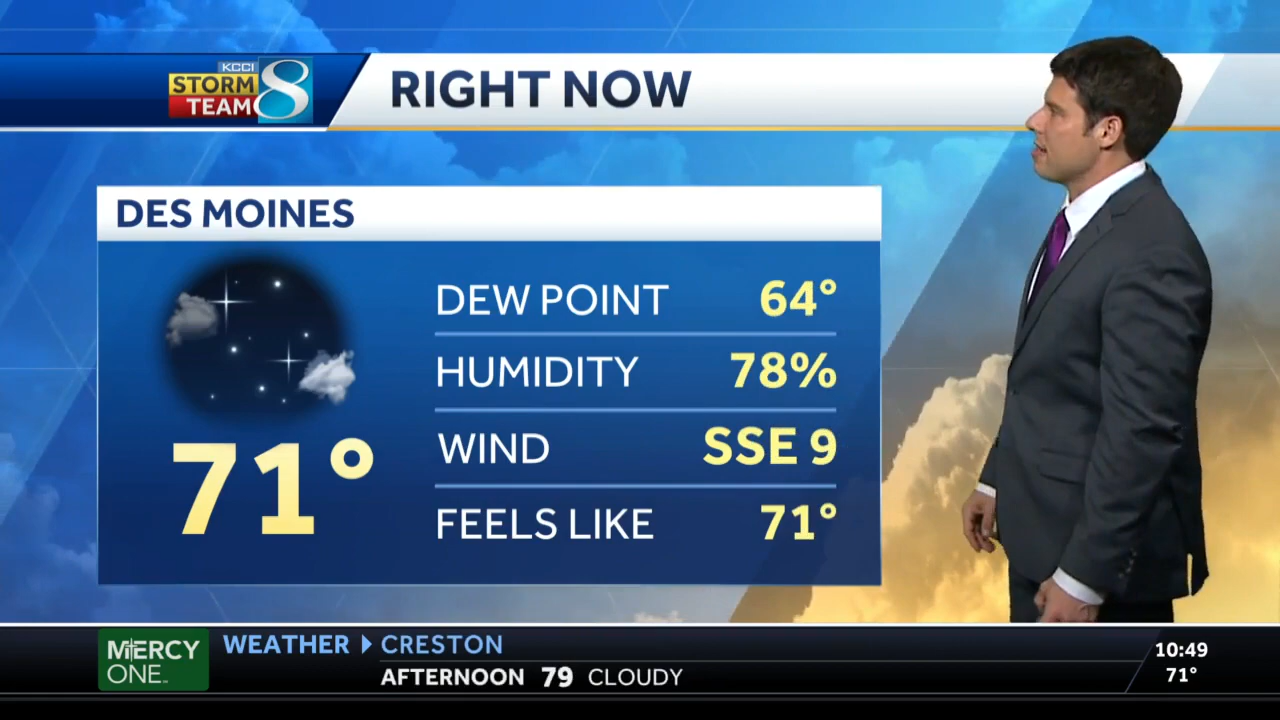 KCCI
STORM
TEAM 8
RIGHT NOW
DES MOINES
71°
DEW POINT 64°
HUMIDITY 78%
WIND SSE 9
FEELS LIKE 71°
MERCY
ONE
WEATHER CRESTON
AFTERNOON 79 CLOUDY
10:49
71°